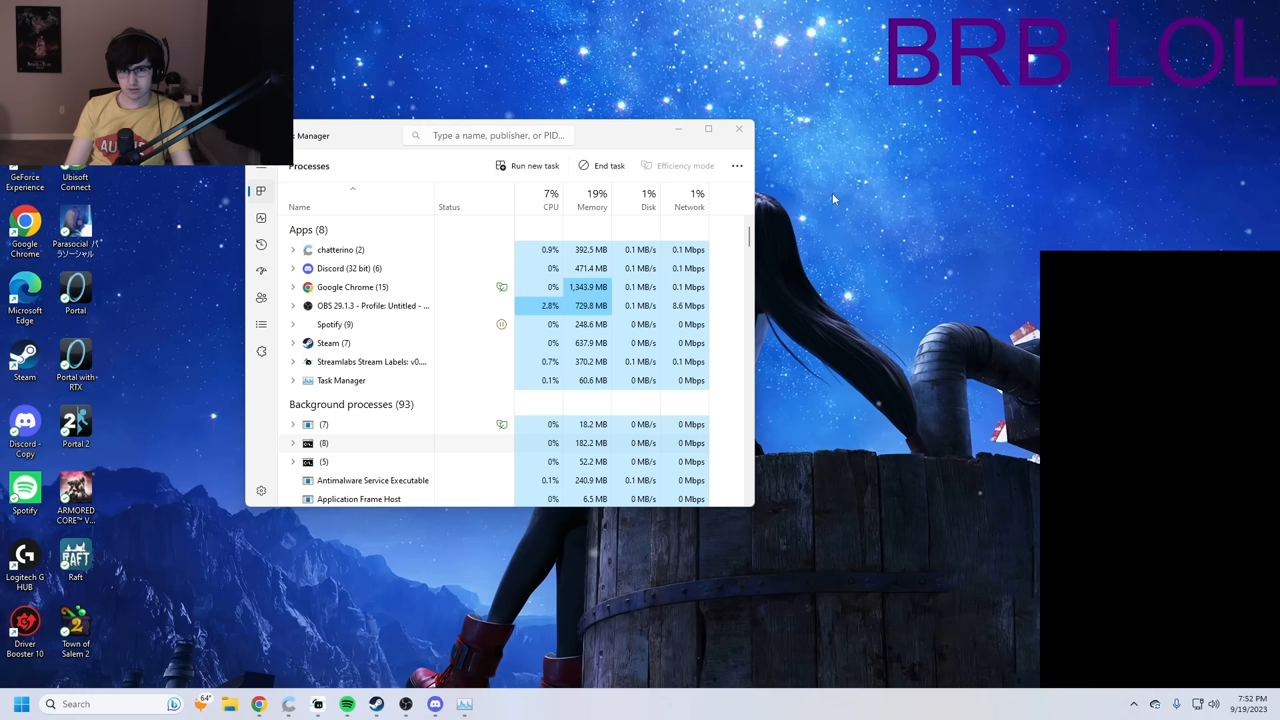 BRB LOL
k Manager
Type a name, publisher, or PID...
Processes
Run new task
End task
Efficiency mode
7% 19% 1% 1%
Name Status CPU Memory Disk Network
Apps (8)
chatterino (2) 0.9% 392.5 MB 0.1 MB/s 0.1 Mbps
Discord (32 bit) (6) 0% 471.4 MB 0.1 MB/s 0.1 Mbps
Google Chrome (15) 0% 1,343.9 MB 0.1 MB/s 0.1 Mbps
OBS 29.1.3 - Profile: Untitled - ... 2.8% 729.8 MB 0.1 MB/s 8.6 Mbps
Spotify (9) 0% 248.6 MB 0 MB/s 0 Mbps
Steam (7) 0% 637.9 MB 0 MB/s 0 Mbps
Streamlabs Stream Labels: v0.... 0.7% 370.2 MB 0.1 MB/s 0.1 Mbps
Task Manager 0.1% 60.6 MB 0 MB/s 0 Mbps
Background processes (93)
(7) 0% 18.2 MB 0 MB/s 0 Mbps
(8) 0% 182.2 MB 0 MB/s 0 Mbps
(5) 0% 52.2 MB 0 MB/s 0 Mbps
Antimalware Service Executable 0.1% 240.9 MB 0.1 MB/s 0 Mbps
Application Frame Host 0% 6.5 MB 0 MB/s 0 Mbps
GeForce
Experience
Ubisoft
Connect
Google
Chrome
Parasocial パ
ラソーシャル
Microsoft
Edge
Portal
Steam
Portal with
RTX
Discord -
Copy
Portal 2
Spotify
ARMORED
CORE™ V...
Logitech G
HUB
RAFT
Raft
Driver
Booster 10
Town of
Salem 2
Search
64°
7:52 PM
9/19/2023